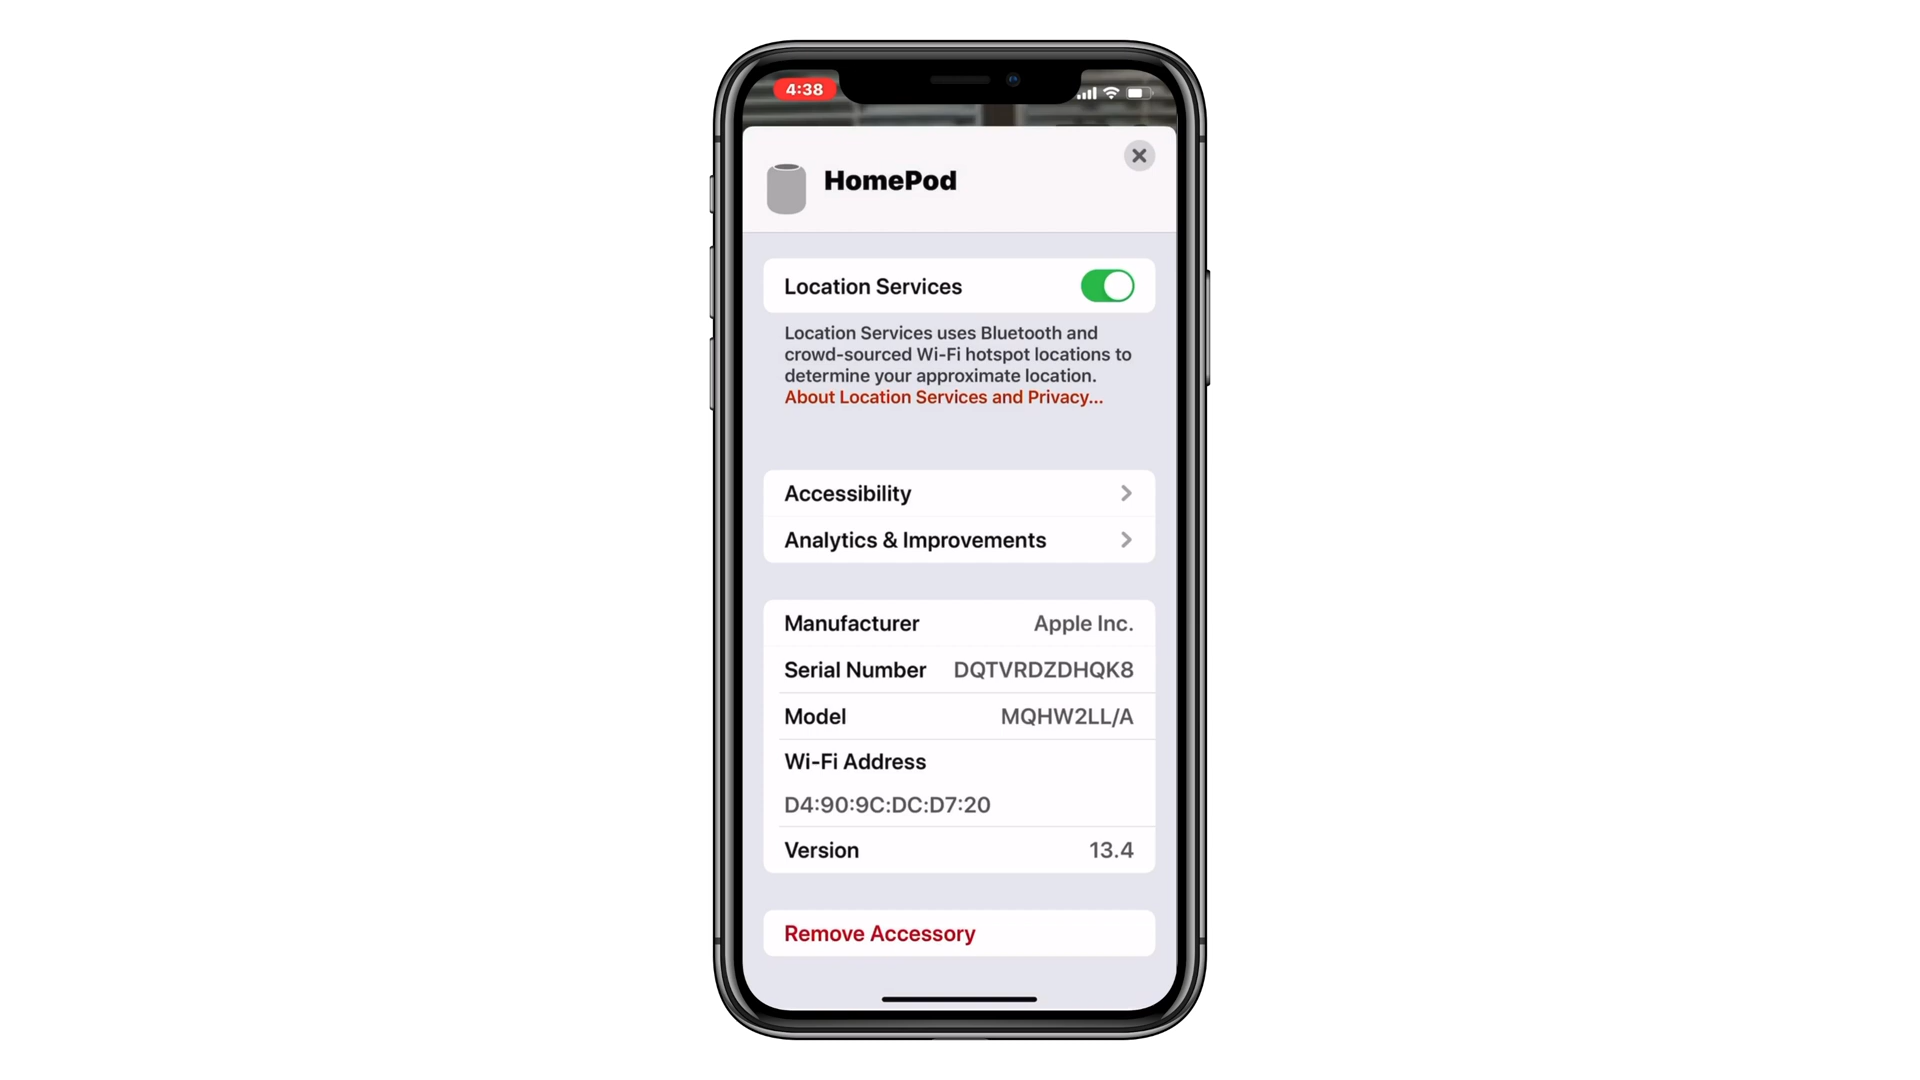 4:38
HomePod
Location Services
Location Services uses Bluetooth and
crowd-sourced Wi-Fi hotspot locations to
determine your approximate location.
About Location Services and Privacy...
Accessibility
Analytics & Improvements
Manufacturer Apple Inc.
Serial Number DQTVRDZDHQK8
Model MQHW2LL/A
Wi-Fi Address
D4:90:9C:DC:D7:20
Version 13.4
Remove Accessory